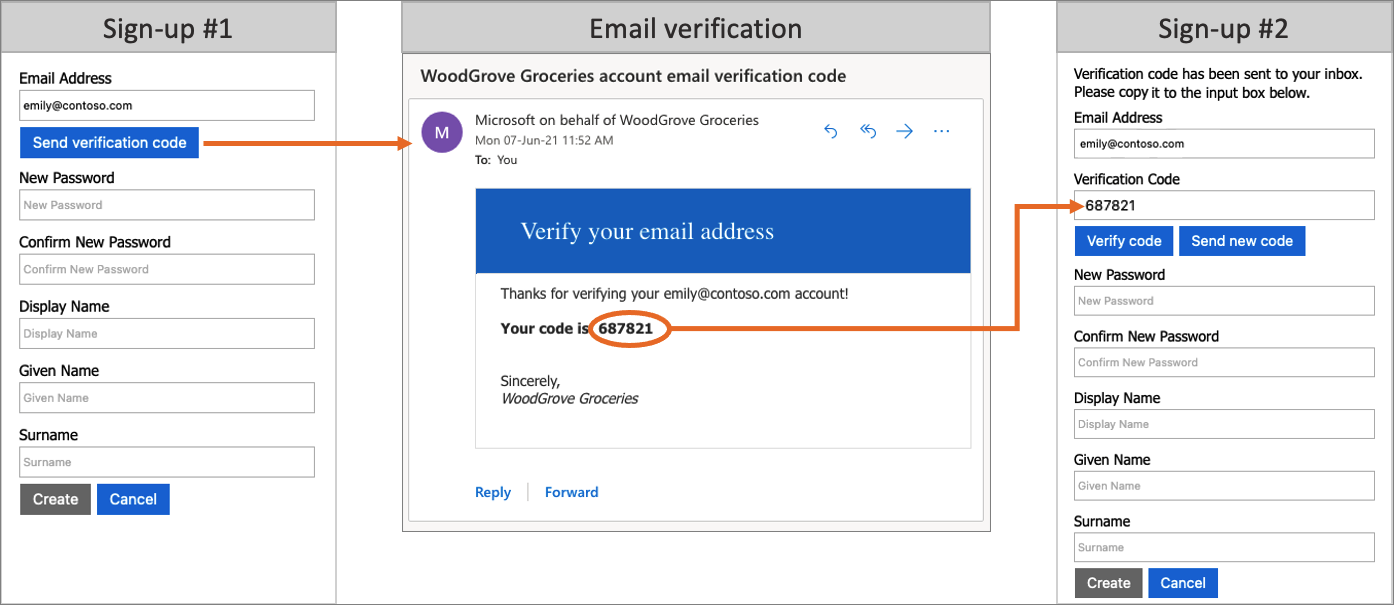 Sign-up #1
Email Address
emily@contoso.com
Send verification code
New Password
New Password
Confirm New Password
Confirm New Password
Display Name
Display Name
Given Name
Given Name
Surname
Surname
Create Cancel
Email verification
WoodGrove Groceries account email verification code
M
Microsoft on behalf of WoodGrove Groceries
Mon 07-Jun-21 11:52 AM
To: You
Verify your email address
Thanks for verifying your emily@contoso.com account!
Your code is 687821
Sincerely,
WoodGrove Groceries
Reply Forward
Sign-up #2
Verification code has been sent to your inbox.
Please copy it to the input box below.
Email Address
emily@contoso.com
Verification Code
687821
Verify code Send new code
New Password
New Password
Confirm New Password
Confirm New Password
Display Name
Display Name
Given Name
Given Name
Surname
Surname
Create Cancel